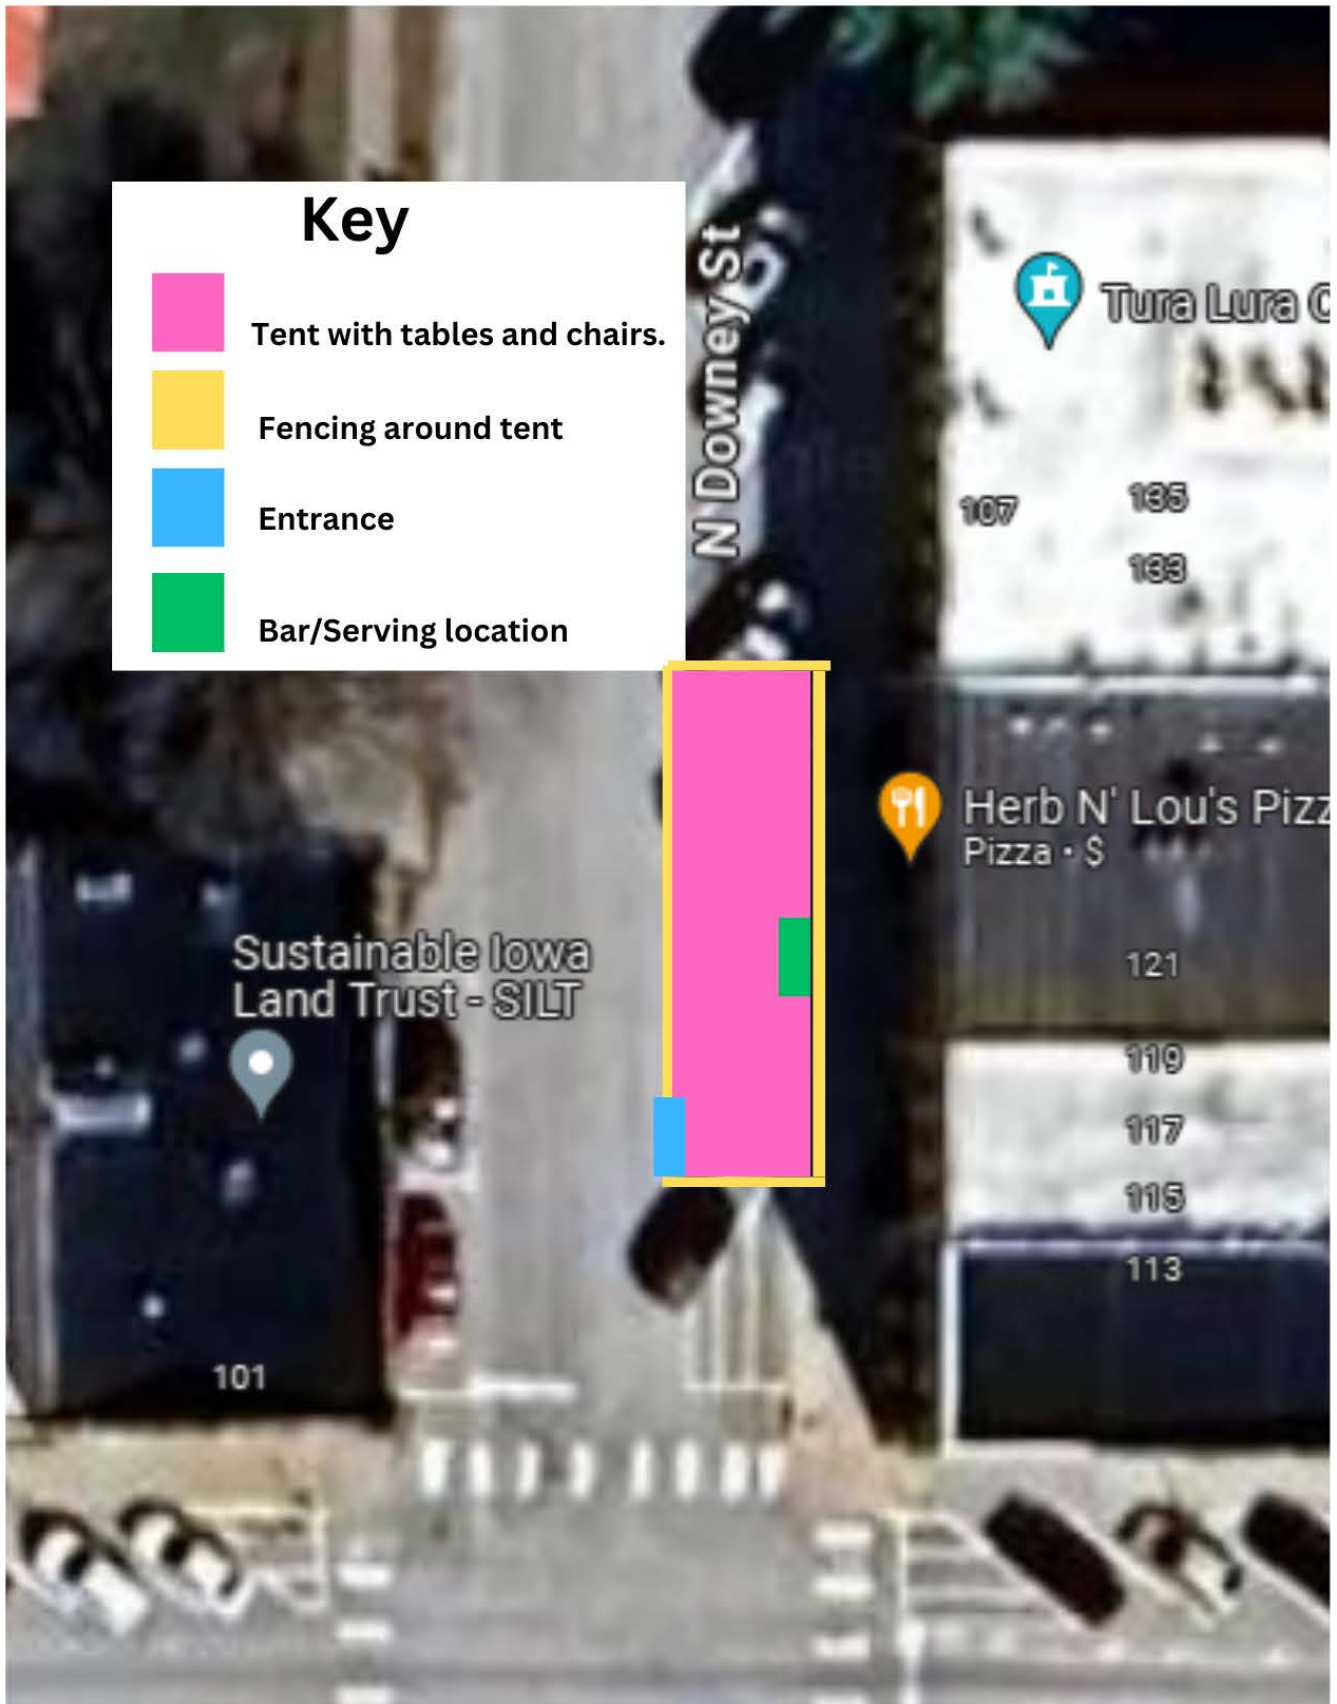 Key
Tent with tables and chairs.
Fencing around tent
Entrance
Bar/Serving location
N Downey St
Tura Lura
107
135
133
Herb N' Lou's
Pizza · $
121
Sustainable Iowa
Land Trust - SILT
119
117
115
113
101